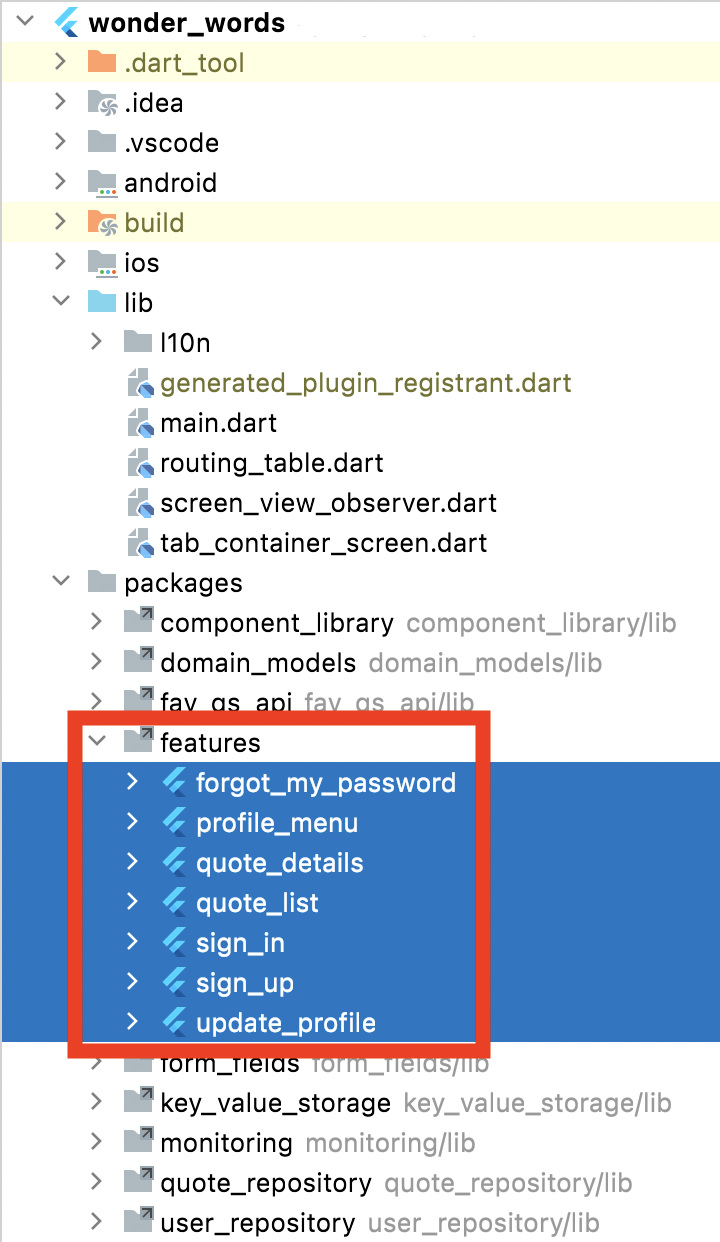 wonder_words
.dart_tool
.idea
.vscode
android
build
ios
lib
l10n
generated_plugin_registrant.dart
main.dart
routing_table.dart
screen_view_observer.dart
tab_container_screen.dart
packages
component_library component_library/lib
domain_models domain_models/lib
fav_qs_api fav_qs_api/lib
features
forgot_my_password
profile_menu
quote_details
quote_list
sign_in
sign_up
update_profile
form_fields form_fields/lib
key_value_storage key_value_storage/lib
monitoring monitoring/lib
quote_repository quote_repository/lib
user_repository user_repository/lib